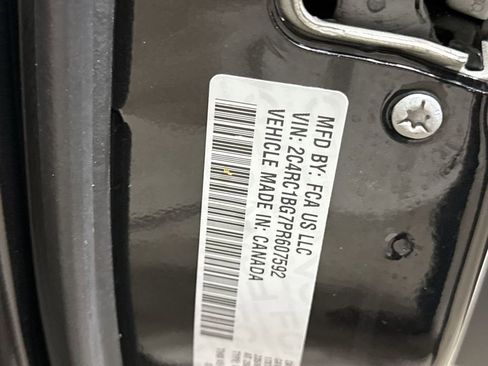 MFD BY: FCA US LLC
VIN: 2C4RC1BG7PR607592
VEHICLE MADE IN: CANADA